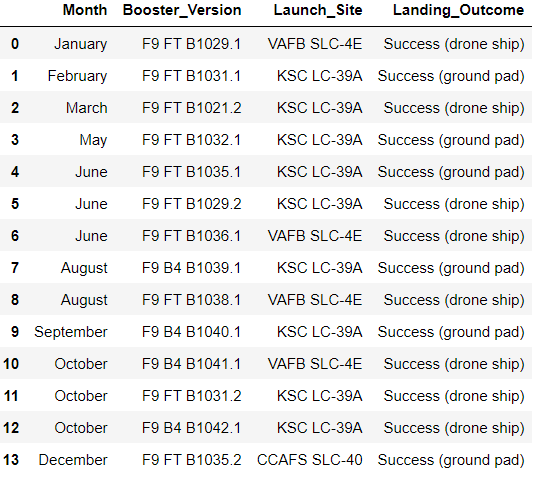 Month Booster_Version Launch_Site Landing_Outcome
0 January F9 FT B1029.1 VAFB SLC-4E Success (drone ship)
1 February F9 FT B1031.1 KSC LC-39A Success (ground pad)
2 March F9 FT B1021.2 KSC LC-39A Success (drone ship)
3 May F9 FT B1032.1 KSC LC-39A Success (ground pad)
4 June F9 FT B1035.1 KSC LC-39A Success (ground pad)
5 June F9 FT B1029.2 KSC LC-39A Success (drone ship)
6 June F9 FT B1036.1 VAFB SLC-4E Success (drone ship)
7 August F9 B4 B1039.1 KSC LC-39A Success (ground pad)
8 August F9 FT B1038.1 VAFB SLC-4E Success (drone ship)
9 September F9 B4 B1040.1 KSC LC-39A Success (ground pad)
10 October F9 B4 B1041.1 VAFB SLC-4E Success (drone ship)
11 October F9 FT B1031.2 KSC LC-39A Success (drone ship)
12 October F9 B4 B1042.1 KSC LC-39A Success (drone ship)
13 December F9 FT B1035.2 CCAFS SLC-40 Success (ground pad)